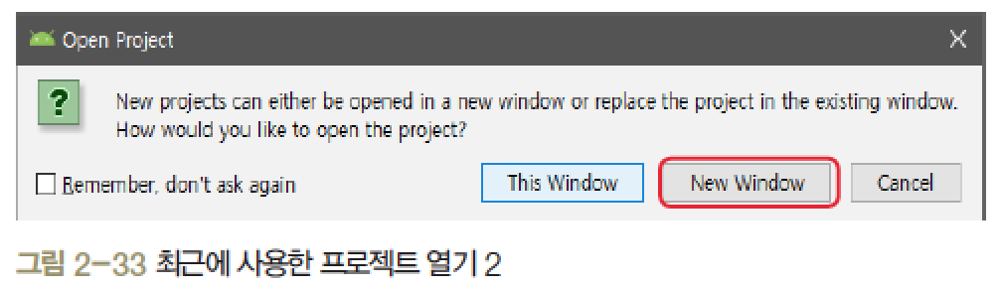 Open Project
?
New projects can either be opened in a new window or replace the project in the existing window.
How would you like to open the project?
Remember, don't ask again
This Window
New Window
Cancel
그림 2-33 최근에 사용한 프로젝트 열기 2